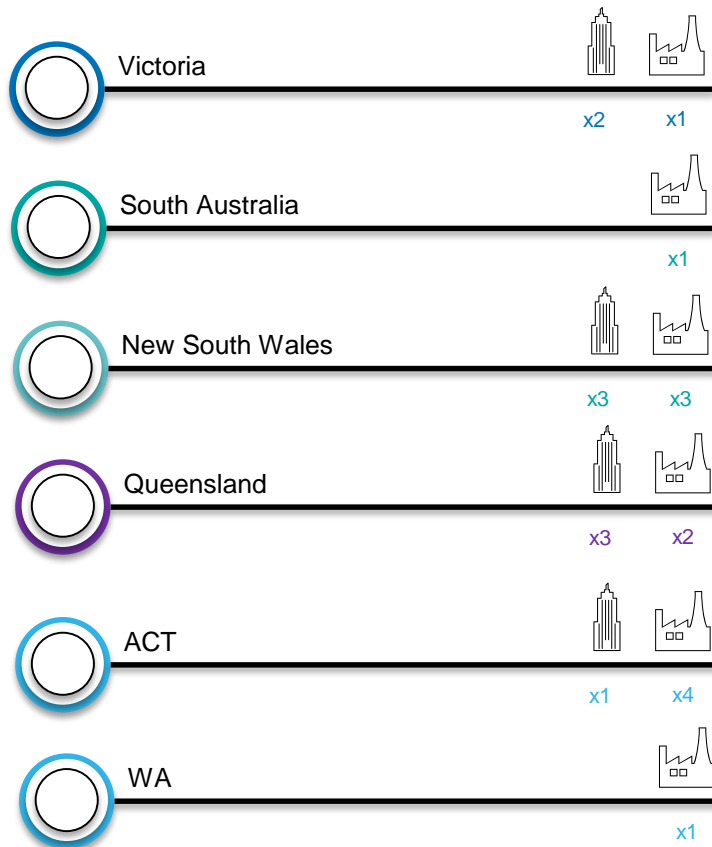 Victoria
x2 x1
South Australia
x1
New South Wales
x3 x3
Queensland
x3 x2
ACT
x1 x4
WA
x1